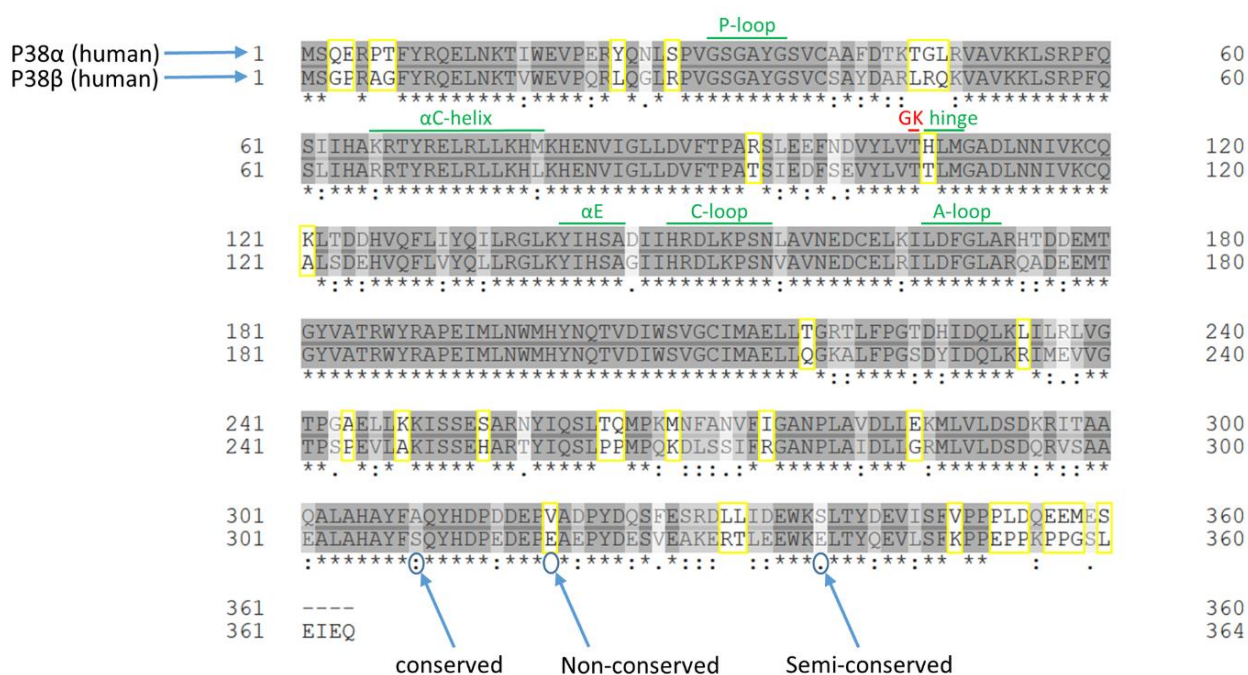 P-loop
P38α (human) 1 MSQERPTFYRQELNKTIWEVPERYQNLSPVGSGAYGSVCAAFDTKTGLRVAVKKLSRPFQ 60
P38β (human) 1 MSGPRAGFYRQELNKTVWEVPQRLQGLRPVGSGAYGSVCSAYDARLRQKVAVKKLSRPFQ 60
** *  *********:****:* *.* ***********:*:*::   :***********
αC-helix GK hinge
61 SIIHAKRTYRELRLLKHMKHENVIGLLDVFTPARSLEEFNDVYLVTHLMGADLNNIVKCQ 120
61 SLIHARRTYRELRLLKHLKHENVIGLLDVFTPATSIEDFSEVYLVTTLMGADLNNIVKCQ 120
*:***:***********:*************** *:*:*.:***** *************
αE C-loop A-loop
121 KLTDDHVQFLIYQILRGLKYIHSADIIHRDLKPSNLAVNEDCELKILDFGLARHTDDEMT 180
121 ALSDEHVQFLVYQLLRGLKYIHSAGIIHRDLKPSNVAVNEDCELRILDFGLARQADEEMT 180
*:*:*****:**:**********.**********:********:********::*:***
181 GYVATRWYRAPEIMLNWMHYNQTVDIWSVGCIMAELLTGRTLFPGTDHIDQLKLILRLVG 240
181 GYVATRWYRAPEIMLNWMHYNQTVDIWSVGCIMAELLQGKALFPGSDYIDQLKRIMEVVG 240
************************************* *::****:*:***** *:.:**
241 TPGAELLKKISSESARNYIQSLTQMPKMNFANVFIGANPLAVDLLEKMLVLDSDKRITAA 300
241 TPSPEVLAKISSEHARTYIQSLPPMPQKDLSSIFRGANPLAIDLLGRMLVLDSDQRVSAA 300
**. *:* ***** **.*****  **: :::.:* ******:*** :*******:*::**
301 QALAHAYFAQYHDPDDEPVADPYDQSFESRDLLIDEWKSLTYDEVLSFVPPPLDQEEMES 360
301 EALAHAYFSQYHDPEDEPEAEPYDESVEAKERTLEEWKELTYQEVLSFKPPEPPKPPGSL 360
:*******:*****:*** *:***:*.*:::  ::***.***:***** **   :   .
361 ---- 360
361 EIEQ 364
conserved Non-conserved Semi-conserved